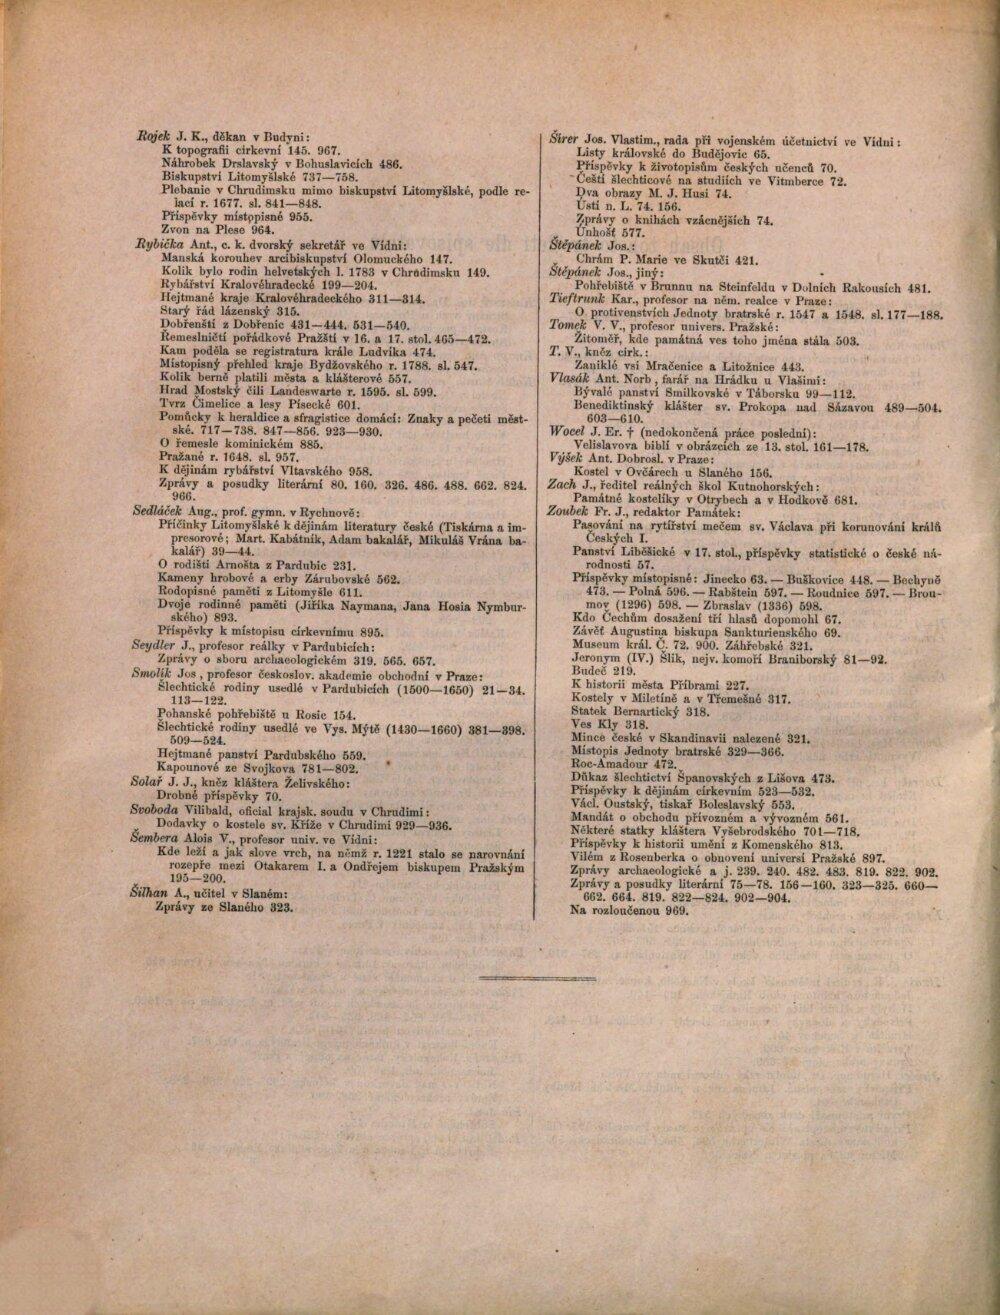 Rojek J. K., děkan v Budyni:
K topografii církevní 145. 967.
Náhrobek Drslavský v Bohuslavicích 486.
Biskupství Litomyšlské 737—758.
Plebanie v Chrudimsku mimo biskupství Litomyšlské, podle re-
lací r. 1677. sl. 841—848.
Příspěvky místopisné 955.
Zvon na Plese 964.
Rybička Ant., c. k. dvorský sekretář ve Vídni:
Manská korouhev arcibiskupství Olomuckého 147.
Kolik bylo rodin helvetských l. 1783 v Chrudimsku 149.
Rybářství Kralovéhradecké 199—204.
Hejtmané kraje Kralovéhradeckého 311—314.
Starý řád lázenský 315.
Dobřenští z Dobřenic 431—444. 531—540.
Řemeslničtí pořádkové Pražští v 16. a 17. stol. 465—472.
Kam poděla se registratura krále Ludvíka 474.
Místopisný přehled kraje Bydžovského r. 1788. sl. 547.
Kolik berně platili města a klášterové 557.
Hrad Mostský čili Landeswarte r. 1595. sl. 599.
Tvrz Čimelice a lesy Písecké 601.
Pomůcky k heraldice a sfragistice domácí: Znaky a pečeti měst-
ské. 717—738. 847—856. 923—930.
O řemesle kominickém 885.
Pražané r. 1648. sl. 957.
K dějinám rybářství Vltavského 958.
Zprávy a posudky literární 80. 160. 326. 486. 488. 662. 824.
966.
Sedláček Aug., prof. gymn. v Rychnově:
Příčinky Litomyšlské k dějinám literatury české (Tiskárna a im-
presorové; Mart. Kabátník, Adam bakalář, Mikuláš Vrána ba-
kalář) 39—44.
O rodišti Arnošta z Pardubic 231.
Kameny hrobové a erby Zárubovské 562.
Rodopisné paměti z Litomyšle 611.
Dvoje rodinné paměti (Jiříka Naymana, Jana Hosia Nymbur-
ského) 893.
Příspěvky k místopisu církevnímu 895.
Seydler J., professor reálky v Pardubicích:
Zprávy o sboru archaeologickém 319. 565. 657.
Smolík Jos, profesor českoslov. akademie obchodní v Praze:
Šlechtické rodiny usedlé v Pardubicích (1500—1650) 21—34.
113—122.
Pohanské pohřebiště u Rosic 154.
Šlechtické rodiny usedlé ve Vys. Mýtě (1430—1660) 381—398.
509—524.
Hejtmané panství Pardubského 559.
Kapounové ze Svojkova 781—802.
Solař J. J., kněz kláštera Želivského:
Drobné příspěvky 70.
Svoboda Vilibald, oficial krajsk. soudu v Chrudimi:
Dodavky o kostele sv. Kříže v Chrudimi 929—936.
Šembera Alois V., profesor univ. ve Vídni:
Kde leží a jak slove vrch, na němž r. 1221 stalo se narovnání
rozepře mezi Otakarem I. a Ondřejem biskupem Pražským
195—200.
Šilhan A., učitel v Slaném:
Zprávy ze Slaného 323.
Šírer Jos. Vlastim., rada při vojenském účetnictví ve Vídni:
Listy královské do Budějovic 65.
Příspěvky k životopisům českých učenců 70.
Čeští šlechticové na studiích ve Vitmberce 72.
Dva obrazy M. J. Husi 74.
Ústí n. L. 74. 156.
Zprávy o knihách vzácnějších 74.
Unhošť 577.
Štěpánek Jos.:
Chrám P. Marie ve Skutči 421.
Štěpánek Jos., jiný:
Pohřebiště v Brunnu na Steinfeldu v Dolních Rakousích 481.
Tieftrunk Kar., profesor na něm. realce v Praze:
O protivenstvích Jednoty bratrské r. 1547 a 1548. sl. 177—188.
Tomek V. V., profesor univers. Pražské:
Žitoměř, kde památná ves toho jména stála 503.
T. V., kněz círk.:
Zaniklé vsi Mračenice a Litožnice 443.
Vlasák Ant. Norb, farář na Hrádku u Vlašimi:
Bývalé panství Smilkovské v Táborsku 99—112.
Benediktinský klášter sv. Prokopa nad Sázavou 489—504.
603—610.
Wocel J. Er. † (nedokončená práce poslední):
Velislavova biblí v obrázcích ze 13. stol. 161—178.
Výšek Ant. Dobrosl. v Praze:
Kostel v Ovčárech u Slaného 156.
Zach J., ředitel reálných škol Kutnohorských:
Památné kostelíky v Otrybech a v Hodkově 681.
Zoubek Fr. J., redaktor Památek:
Pasování na rytířství mečem sv. Václava při korunování králů
Českých I.
Panství Liběšické v 17. stol., příspěvky statistické o české ná-
rodnosti 57.
Příspěvky místopisné: Jinecko 63. — Buškovice 448. — Bechyně
473. — Polná 596. — Rabštein 597. — Roudnice 597. — Brou-
mov (1296) 598. — Zbraslav (1336) 598.
Kdo Čechům dosažení tří hlasů dopomohl 67.
Závěť Augustina biskupa Sankturienského 69.
Museum král. Č. 72. 900. Záhřebské 321.
Jeronym (IV.) Šlik, nejv. komoří Braniborský 81—92.
Budeč 219.
K historii města Příbrami 227.
Kostely v Miletíně a v Třemešné 317.
Statek Bernartický 318.
Ves Kly 318.
Mince české v Skandinavii nalezené 321.
Místopis Jednoty bratrské 329—366.
Roc-Amadour 472.
Důkaz šlechtictví Španovských z Lišova 473.
Příspěvky k dějinám církevním 523—532.
Václ. Oustský, tiskař Boleslavský 553.
Mandát o obchodu přívozném a vývozném 561.
Některé statky kláštera Vyšebrodského 701—718.
Příspěvky k historii umění z Komenského 813.
Vilém z Rosenberka o obnovení universi Pražské 897.
Zprávy archaeologické a j. 239. 240. 482. 483. 819. 822. 902.
Zprávy a posudky literární 75—78. 156—160. 323—325. 660—
662. 664. 819. 822—824. 902—904.
Na rozloučenou 969.